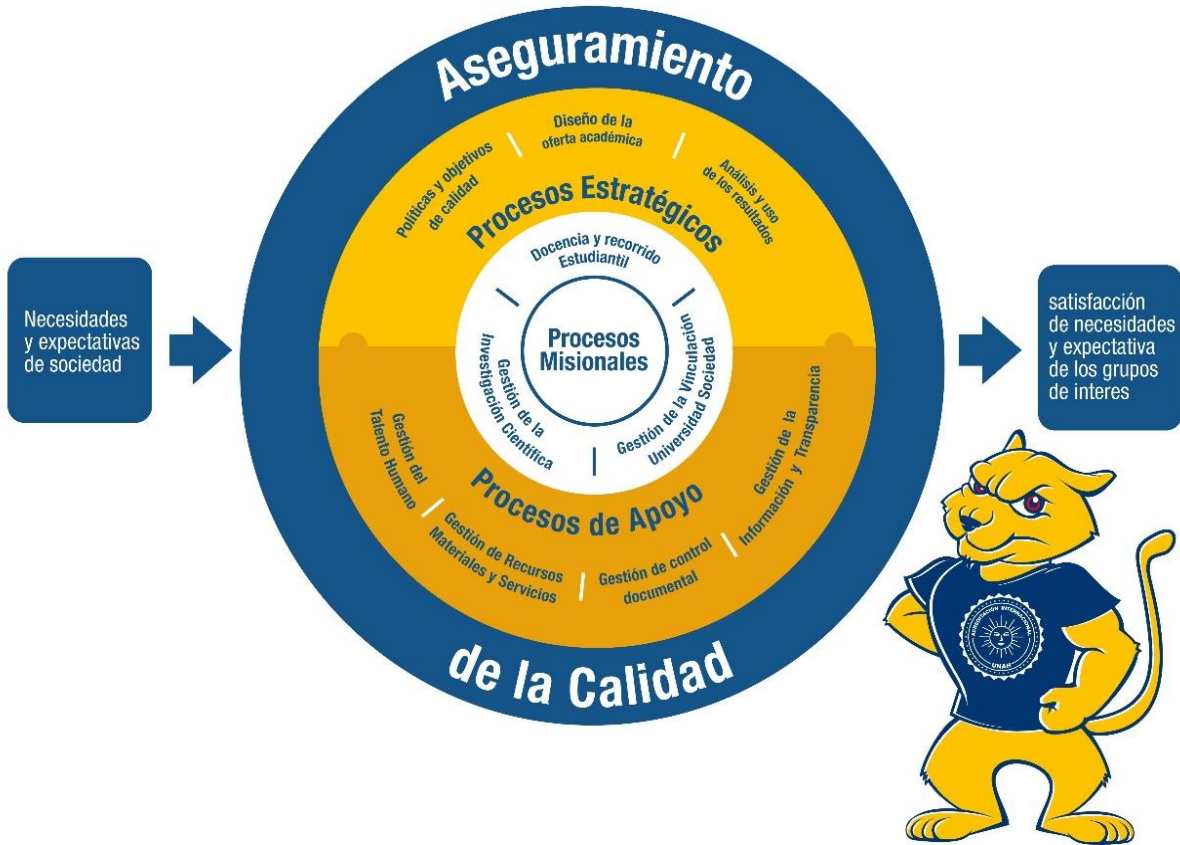 Aseguramiento
de la Calidad
Necesidades
y expectativas
de sociedad
Procesos Estratégicos
Políticas y objetivos
de calidad
Diseño de la
oferta académica
Análisis y uso
de los resultados
Docencia y recorrido
Estudiantil
Procesos
Misionales
Gestión de la
Investigación Científica
Gestión de la Vinculación
Universidad Sociedad
Procesos de Apoyo
Gestión del
Talento Humano
Gestión de Recursos
Materiales y Servicios
Gestión de control
documental
Gestión de la
Información y Transparencia
satisfacción
de necesidades
y expectativa
de los grupos
de interes
ACREDITACIÓN INTERNACIONAL
UNAH